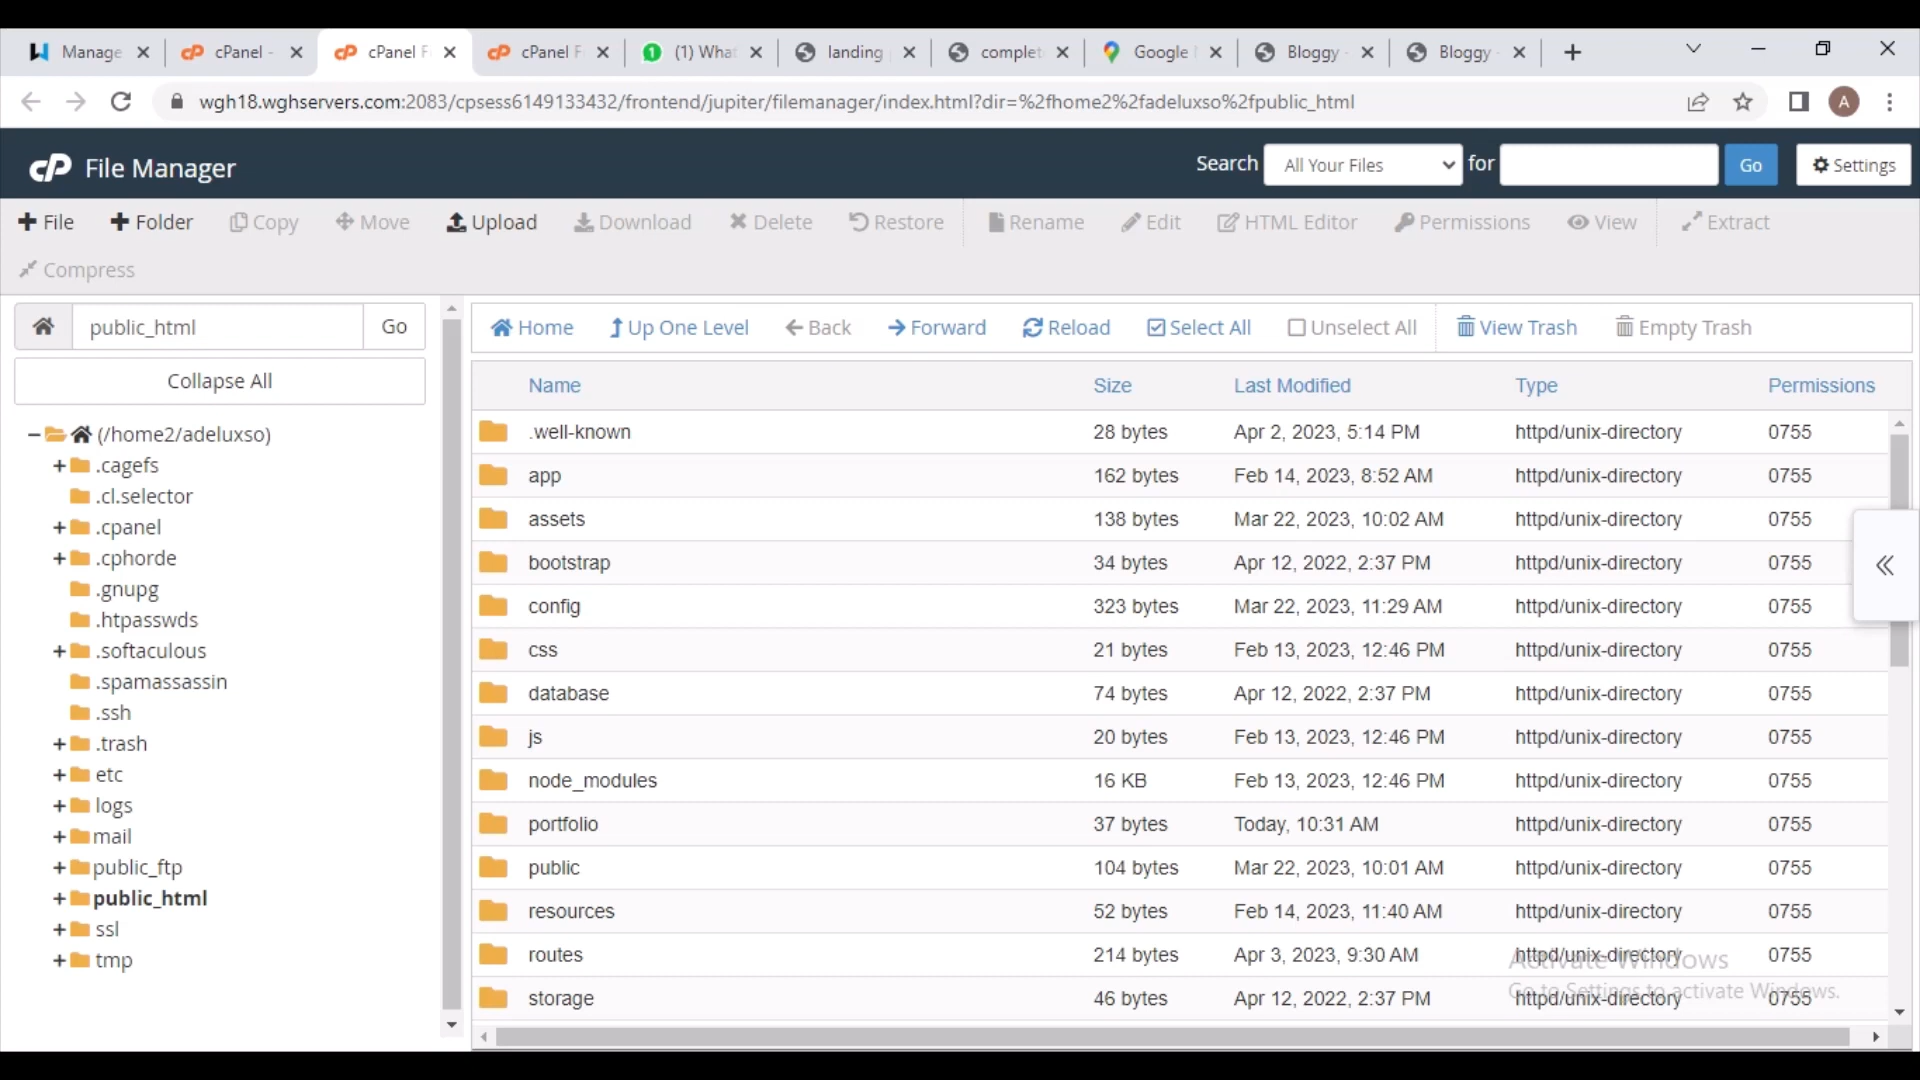 Manage cPanel - cPanel F cPanel F (1) What landing complet Google Bloggy - Bloggy -
wgh18.wghservers.com:2083/cpsess6149133432/frontend/jupiter/filemanager/index.html?dir=%2fhome2%2fadeluxso%2fpublic_html A
cP File Manager Search All Your Files for Go Settings
File Folder Copy Move Upload Download Delete Restore Rename Edit HTML Editor Permissions View Extract
Compress
public_html Go
Collapse All
(/home2/adeluxso)
.cagefs
.cl.selector
.cpanel
.cphorde
.gnupg
.htpasswds
.softaculous
.spamassassin
.ssh
.trash
etc
logs
mail
public_ftp
public_html
ssl
tmp
Home Up One Level Back Forward Reload Select All Unselect All View Trash Empty Trash
Name Size Last Modified Type Permissions
.well-known 28 bytes Apr 2, 2023, 5:14 PM httpd/unix-directory 0755
app 162 bytes Feb 14, 2023, 8:52 AM httpd/unix-directory 0755
assets 138 bytes Mar 22, 2023, 10:02 AM httpd/unix-directory 0755
bootstrap 34 bytes Apr 12, 2022, 2:37 PM httpd/unix-directory 0755
config 323 bytes Mar 22, 2023, 11:29 AM httpd/unix-directory 0755
css 21 bytes Feb 13, 2023, 12:46 PM httpd/unix-directory 0755
database 74 bytes Apr 12, 2022, 2:37 PM httpd/unix-directory 0755
js 20 bytes Feb 13, 2023, 12:46 PM httpd/unix-directory 0755
node_modules 16 KB Feb 13, 2023, 12:46 PM httpd/unix-directory 0755
portfolio 37 bytes Today, 10:31 AM httpd/unix-directory 0755
public 104 bytes Mar 22, 2023, 10:01 AM httpd/unix-directory 0755
resources 52 bytes Feb 14, 2023, 11:40 AM httpd/unix-directory 0755
routes 214 bytes Apr 3, 2023, 9:30 AM httpd/unix-directory 0755
storage 46 bytes Apr 12, 2022, 2:37 PM httpd/unix-directory 0755
Activate Windows
Go to Settings to activate Windows.